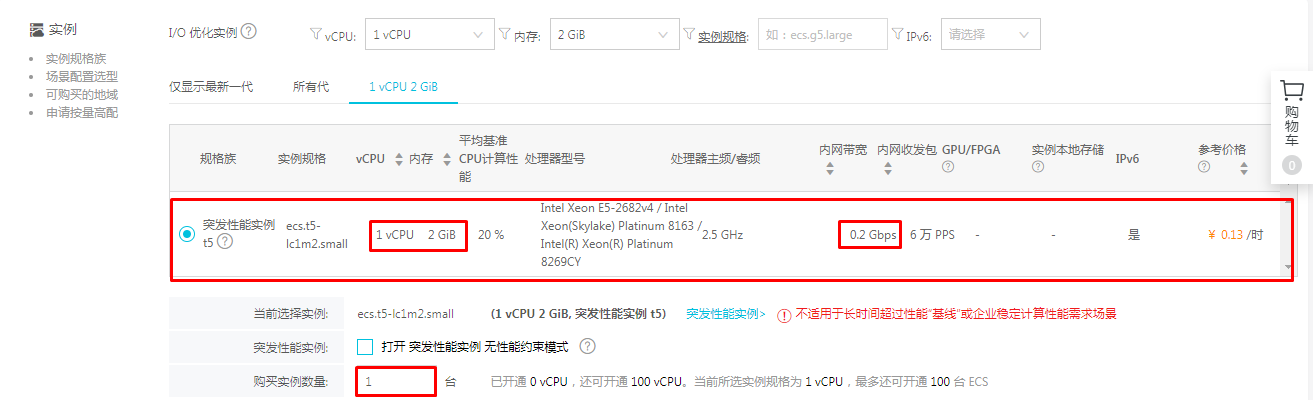 实例
实例规格族
场景配置选型
可购买的地域
申请按量高配
I/O 优化实例 ? vCPU: 1 vCPU 内存: 2 GiB 实例规格: 如：ecs.g5.large IPv6: 请选择
仅显示最新一代 所有代 1 vCPU 2 GiB
购物车
0
规格族 实例规格 vCPU 内存 平均基准CPU计算性能 处理器型号 处理器主频/睿频 内网带宽 内网收发包 GPU/FPGA ? 实例本地存储 ? IPv6 参考价格 ?
突发性能实例 t5 ? ecs.t5-lc1m2.small 1 vCPU 2 GiB 20 % Intel Xeon E5-2682v4 / Intel Xeon(Skylake) Platinum 8163 / Intel(R) Xeon(R) Platinum 8269CY 2.5 GHz 0.2 Gbps 6 万 PPS - - 是 ¥ 0.13 /时
当前选择实例: ecs.t5-lc1m2.small (1 vCPU 2 GiB, 突发性能实例 t5) 突发性能实例> ! 不适用于长时间超过性能“基线”或企业稳定计算性能需求场景
突发性能实例: 打开 突发性能实例 无性能约束模式 ?
购买实例数量: 1 台 已开通 0 vCPU，还可开通 100 vCPU。当前所选实例规格为 1 vCPU，最多还可开通 100 台 ECS